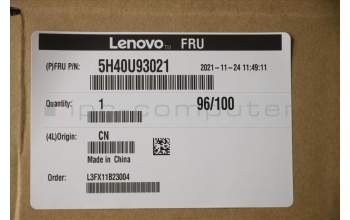 Lenovo™ FRU
(P)FRU P/N: 5H40U93021 2021-11-24 11:49:11
Quantity: 1 96/100
(4L)Origin: CN
Made in China
Order: L3FX11B23004